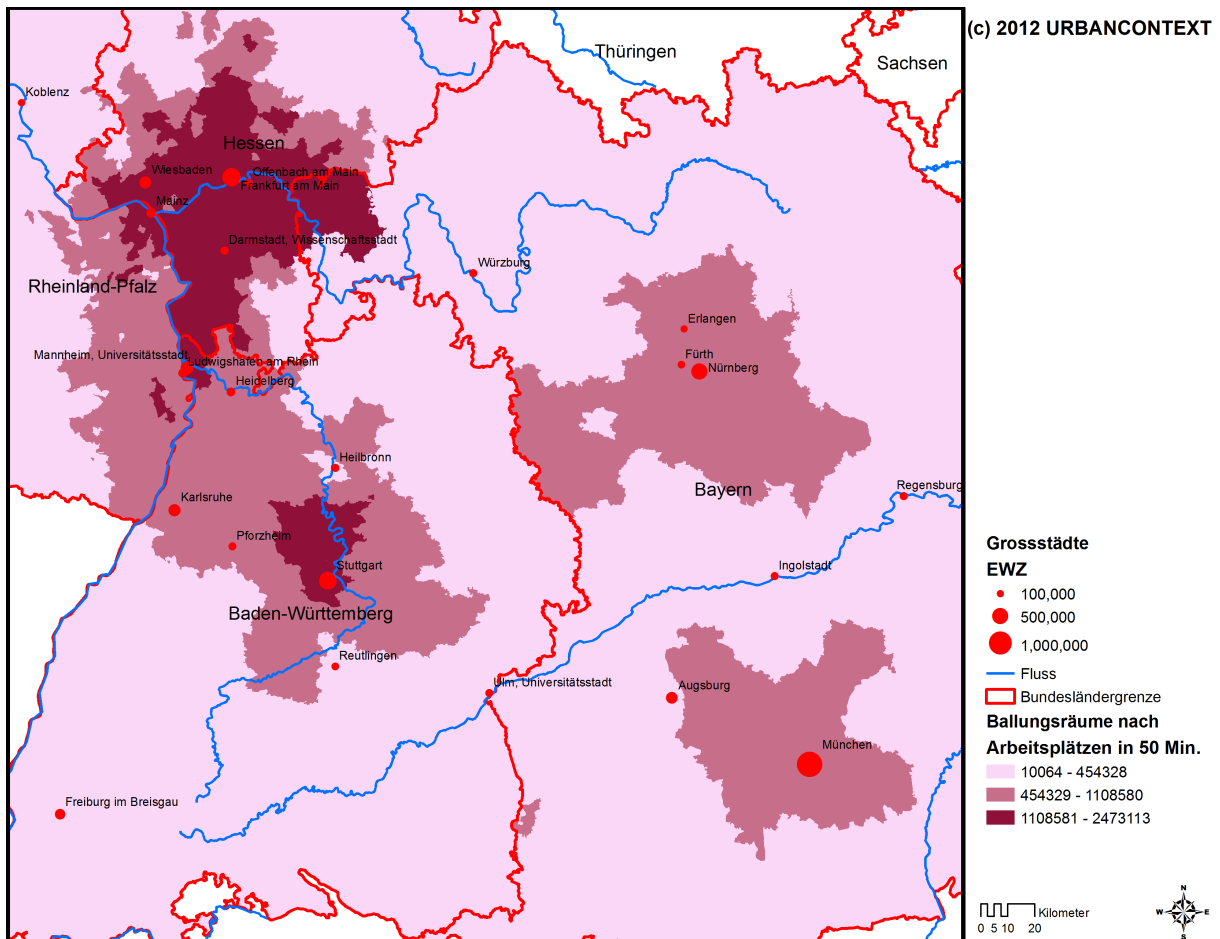 (c) 2012 URBANCONTEXT
Thüringen
Sachsen
Koblenz
Hessen
Wiesbaden
Offenbach am Main
Frankfurt am Main
Mainz
Darmstadt, Wissenschaftsstadt
Würzburg
Rheinland-Pfalz
Erlangen
Mannheim, Universitätsstadt
Ludwigshafen am Rhein
Fürth
Nürnberg
Heidelberg
Heilbronn
Bayern
Regensburg
Karlsruhe
Pforzheim
Stuttgart
Ingolstadt
Baden-Württemberg
Reutlingen
Ulm, Universitätsstadt
Augsburg
München
Freiburg im Breisgau
Grossstädte
EWZ
100,000
500,000
1,000,000
Fluss
Bundesländergrenze
Ballungsräume nach
Arbeitsplätzen in 50 Min.
10064 - 454328
454329 - 1108580
1108581 - 2473113
N
W E
S
Kilometer
0 5 10 20